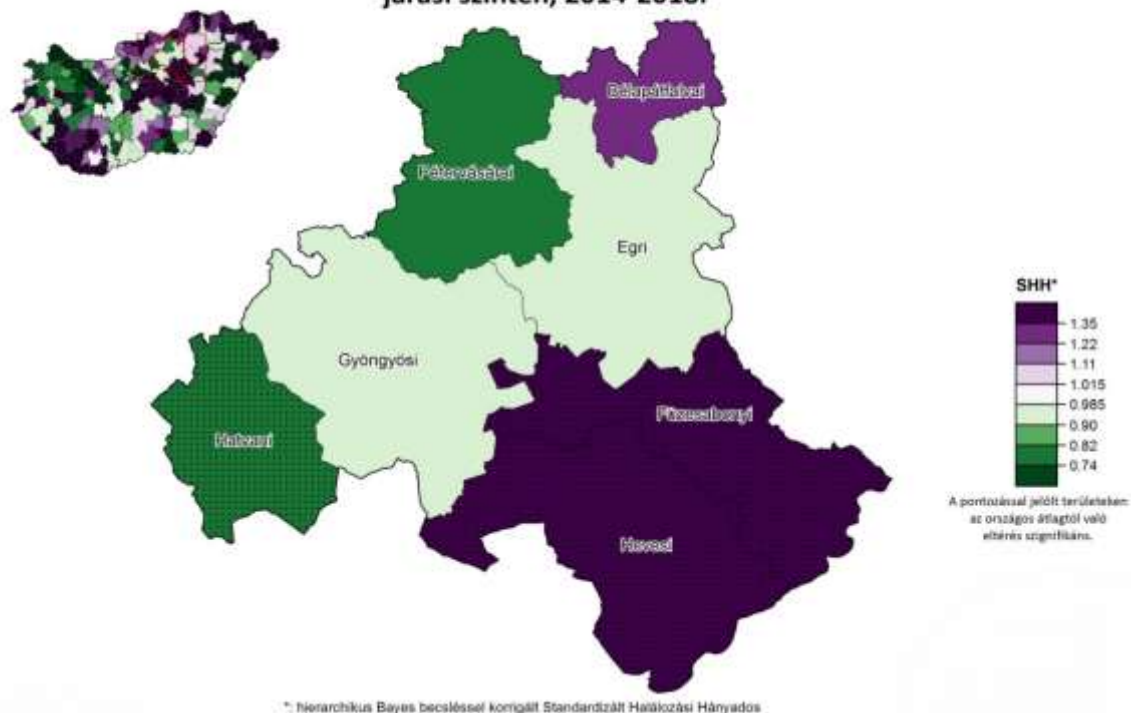 járási szinten, 2014-2018.
Bélapátfalvai
Pétervásárai
Egri
Gyöngyösi
Füzesabonyi
Hatvani
Hevesi
SHH*
1.35
1.22
1.11
1.015
0.985
0.90
0.82
0.74
A pontozással jelölt területeken
az országos átlagtól való
eltérés szignifikáns.
*: hierarchikus Bayes becsléssel korrigált Standardizált Halálozási Hányados